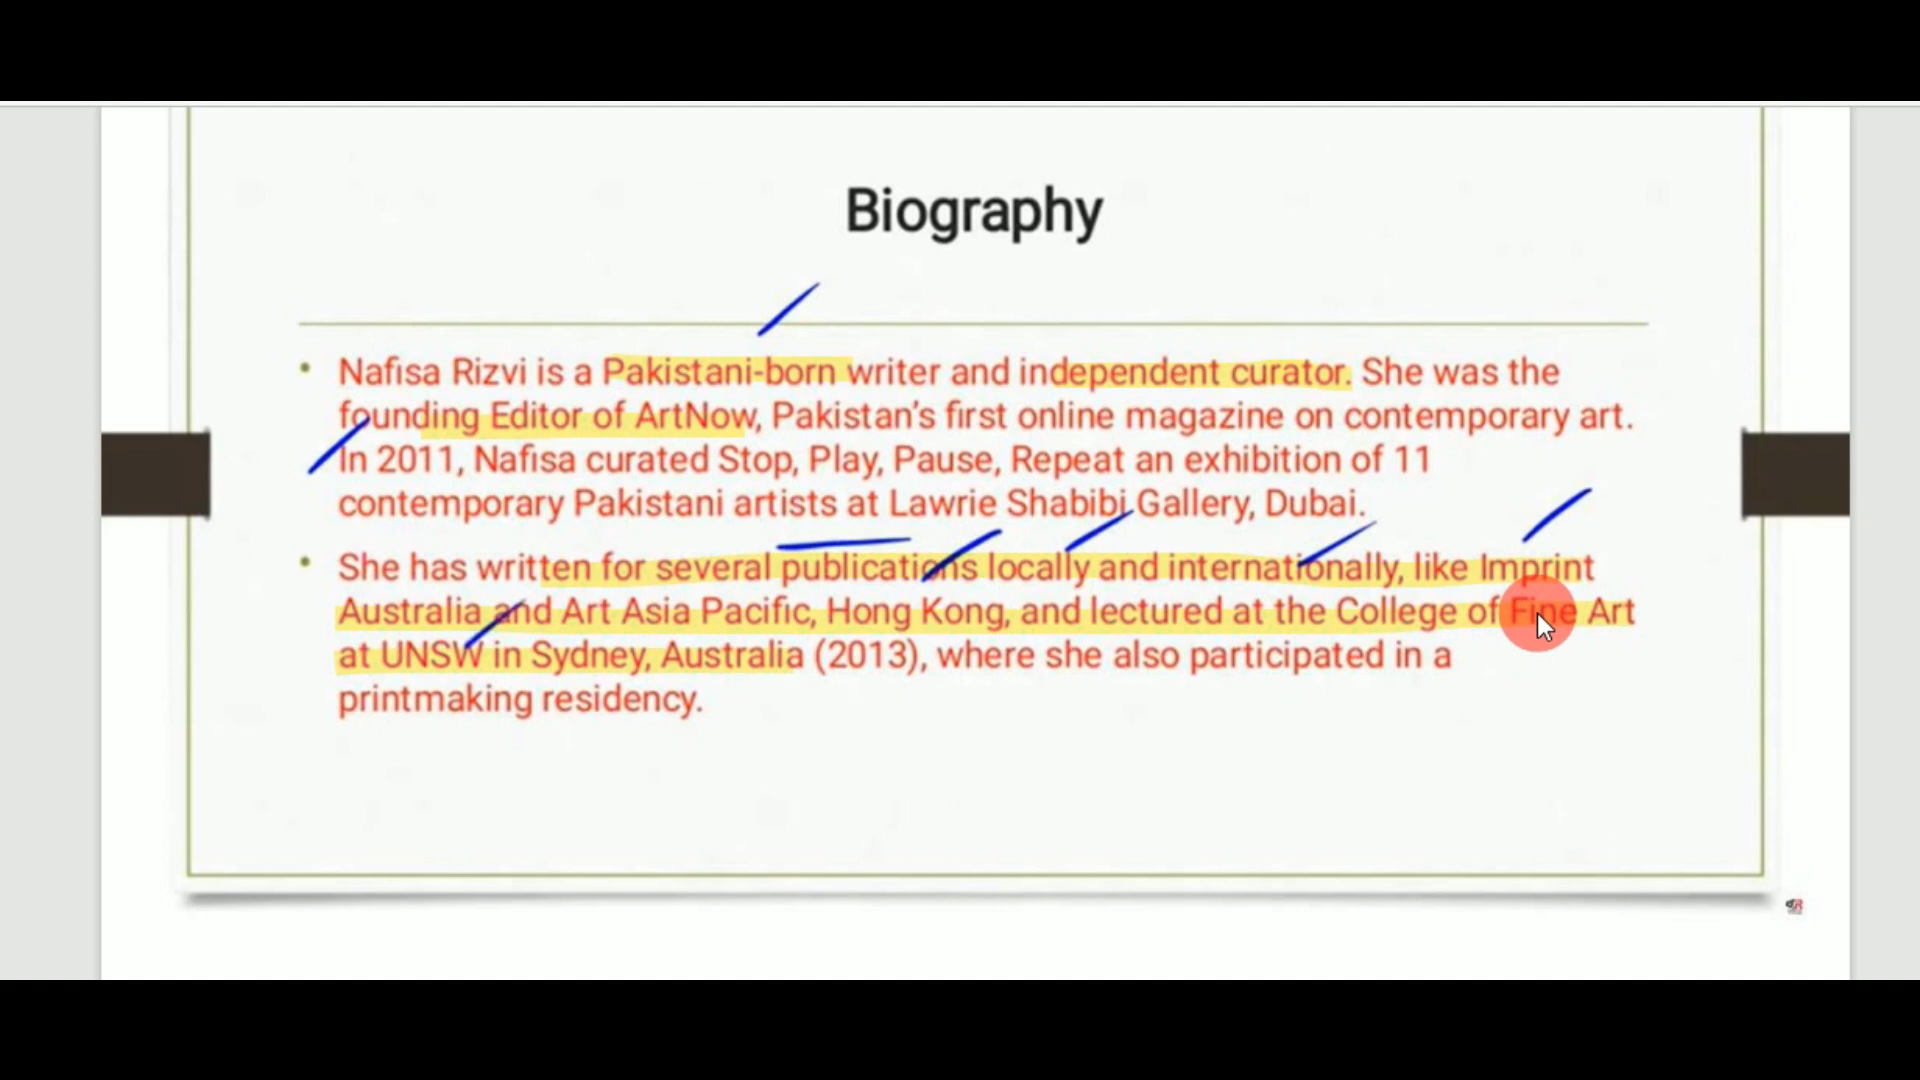 Biography
• Nafisa Rizvi is a Pakistani-born writer and independent curator. She was the
founding Editor of ArtNow, Pakistan's first online magazine on contemporary art.
In 2011, Nafisa curated Stop, Play, Pause, Repeat an exhibition of 11
contemporary Pakistani artists at Lawrie Shabibi Gallery, Dubai.
• She has written for several publications locally and internationally, like Imprint
Australia and Art Asia Pacific, Hong Kong, and lectured at the College of Fine Art
at UNSW in Sydney, Australia (2013), where she also participated in a
printmaking residency.